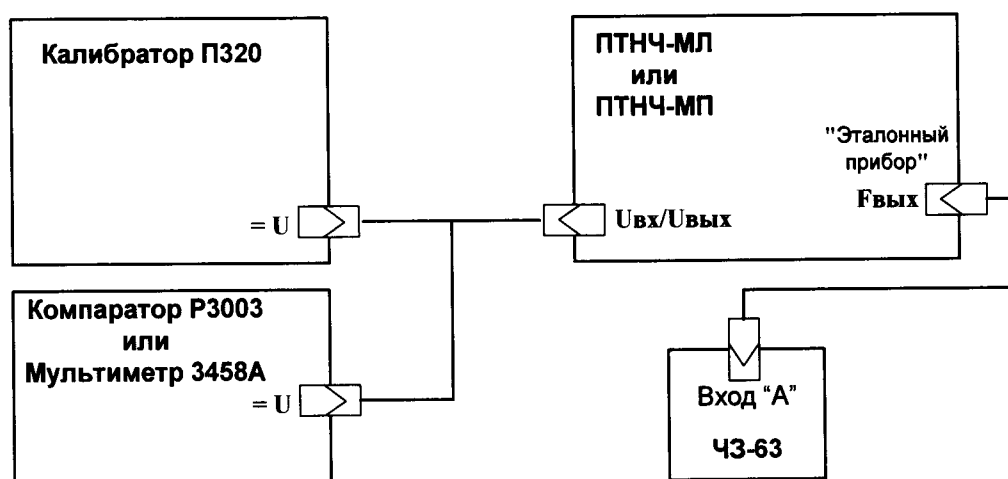 Калибратор П320
= U
ПТНЧ-МЛ
или
ПТНЧ-МП
"Эталонный
прибор"
Fвых
Uвх/Uвых
Компаратор Р3003
или
Мультиметр 3458А
= U
Вход “А”
ЧЗ-63